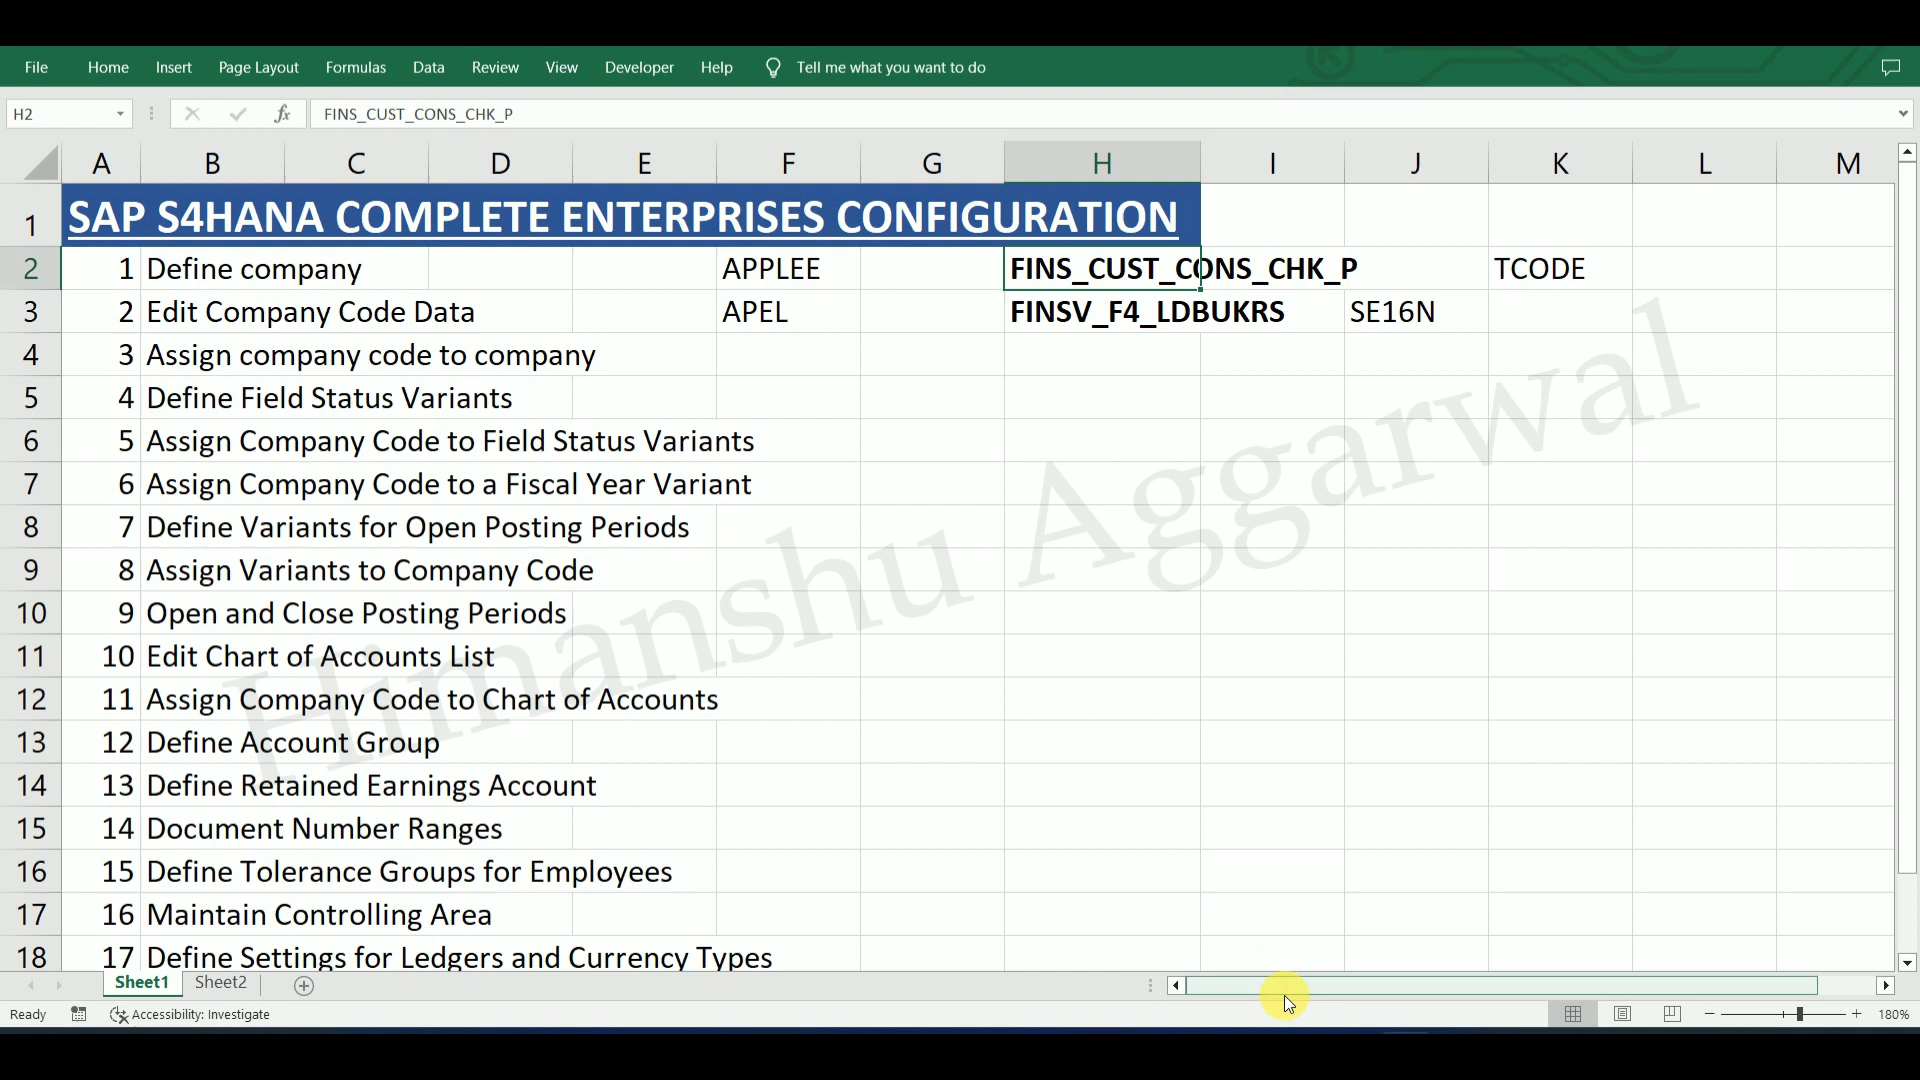 File Home Insert Page Layout Formulas Data Review View Developer Help Tell me what you want to do
H2 fx FINS_CUST_CONS_CHK_P
A B C D E F G H I J K L M
1 SAP S4HANA COMPLETE ENTERPRISES CONFIGURATION
2 1 Define company APPLEE FINS_CUST_CONS_CHK_P TCODE
3 2 Edit Company Code Data APEL FINSV_F4_LDBUKRS SE16N
4 3 Assign company code to company
5 4 Define Field Status Variants
6 5 Assign Company Code to Field Status Variants
7 6 Assign Company Code to a Fiscal Year Variant
8 7 Define Variants for Open Posting Periods
9 8 Assign Variants to Company Code
10 9 Open and Close Posting Periods
11 10 Edit Chart of Accounts List
12 11 Assign Company Code to Chart of Accounts
13 12 Define Account Group
14 13 Define Retained Earnings Account
15 14 Document Number Ranges
16 15 Define Tolerance Groups for Employees
17 16 Maintain Controlling Area
18 17 Define Settings for Ledgers and Currency Types
Himanshu Aggarwal
Sheet1 Sheet2
Ready Accessibility: Investigate 180%